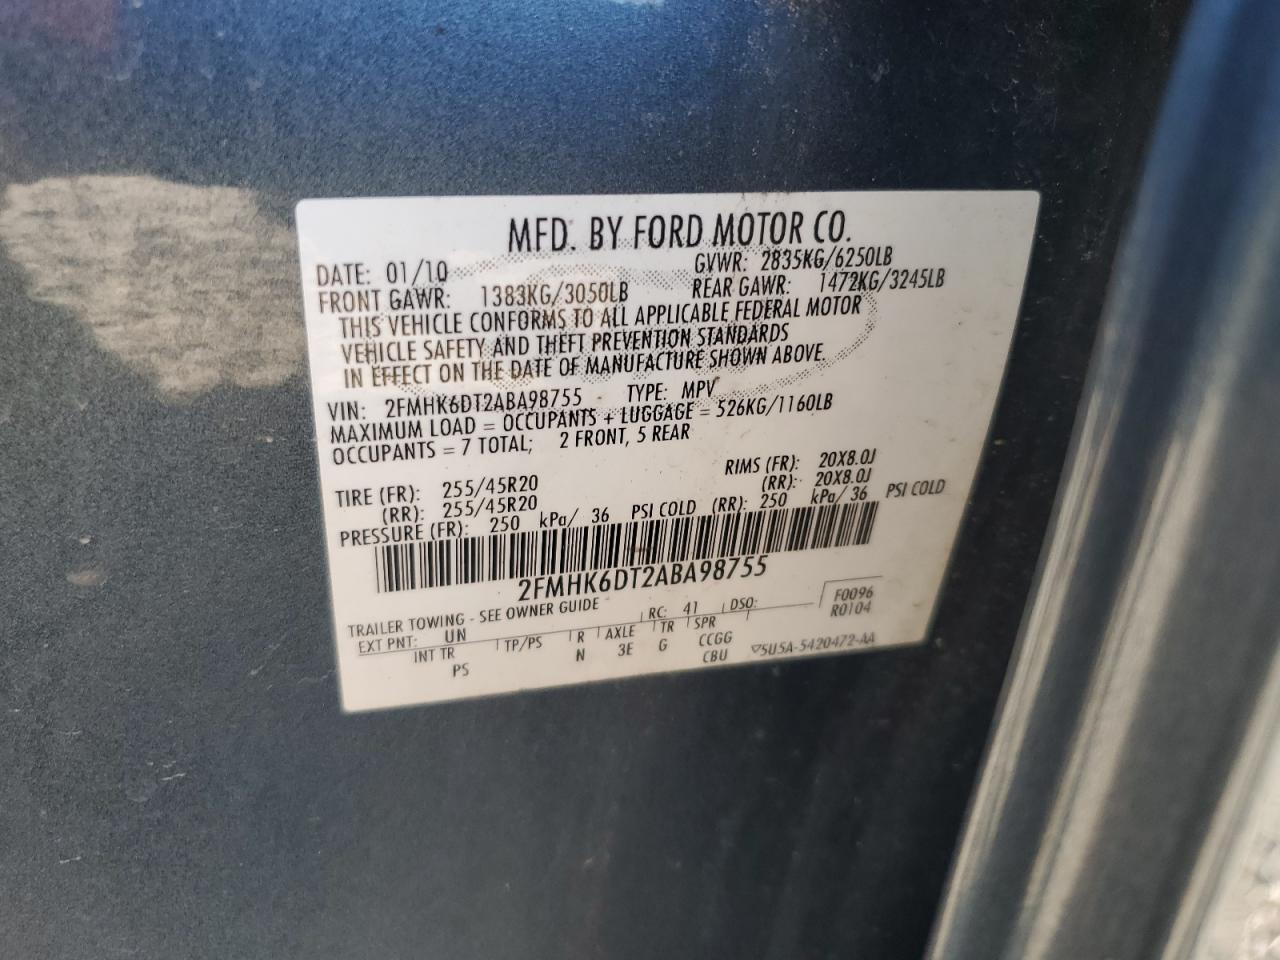 MFD. BY FORD MOTOR CO.
DATE: 01/10 GVWR: 2835KG/6250LB
FRONT GAWR: 1383KG/3050LB REAR GAWR: 1472KG/3245LB
THIS VEHICLE CONFORMS TO ALL APPLICABLE FEDERAL MOTOR
VEHICLE SAFETY AND THEFT PREVENTION STANDARDS
IN EFFECT ON THE DATE OF MANUFACTURE SHOWN ABOVE.
VIN: 2FMHK6DT2ABA98755 TYPE: MPV
MAXIMUM LOAD = OCCUPANTS + LUGGAGE = 526KG/1160LB
OCCUPANTS = 7 TOTAL; 2 FRONT, 5 REAR
TIRE (FR): 255/45R20 RIMS (FR): 20X8.0J
(RR): 255/45R20 (RR): 20X8.0J
PRESSURE (FR): 250 kPa/ 36 PSI COLD (RR): 250 kPa/ 36 PSI COLD
2FMHK6DT2ABA98755
TRAILER TOWING - SEE OWNER GUIDE F0096
EXT PNT: UN RC: 41 DSO: R0104
INT TR TP/PS R AXLE TR SPR
PS N 3E G CCGG
CBU ▽5U5A-5420472-AA